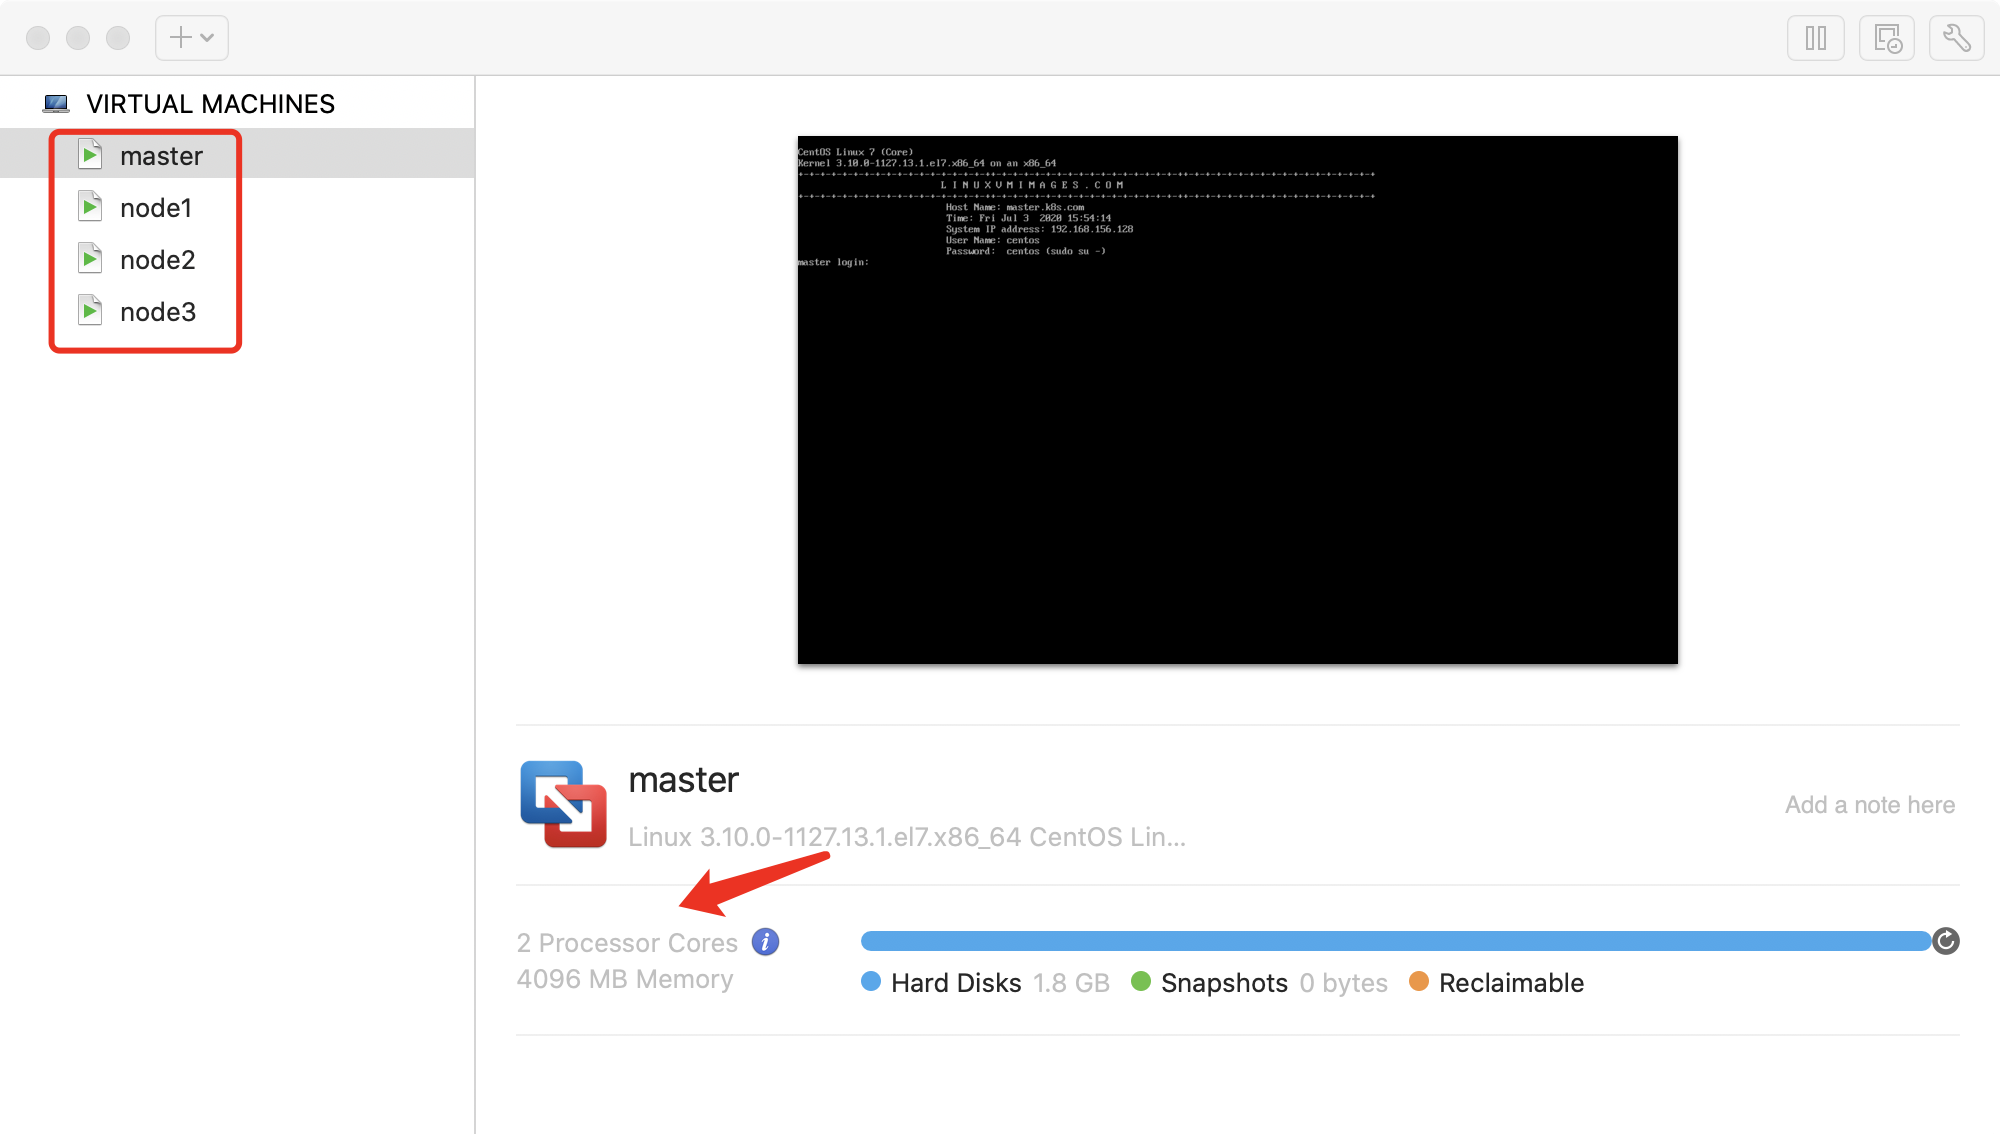 VIRTUAL MACHINES
master
node1
node2
node3
CentOS Linux 7 (Core)
Kernel 3.10.0-1127.13.1.el7.x86_64 on an x86_64
L I N U X V M I M A G E S . C O M
Host Name: master.k8s.com
Time: Fri Jul 3  2020 15:54:14
System IP address: 192.168.156.128
User Name: centos
Password:  centos (sudo su -)
master login:
master
Linux 3.10.0-1127.13.1.el7.x86_64 CentOS Lin...
Add a note here
2 Processor Cores
4096 MB Memory
Hard Disks 1.8 GB Snapshots 0 bytes Reclaimable